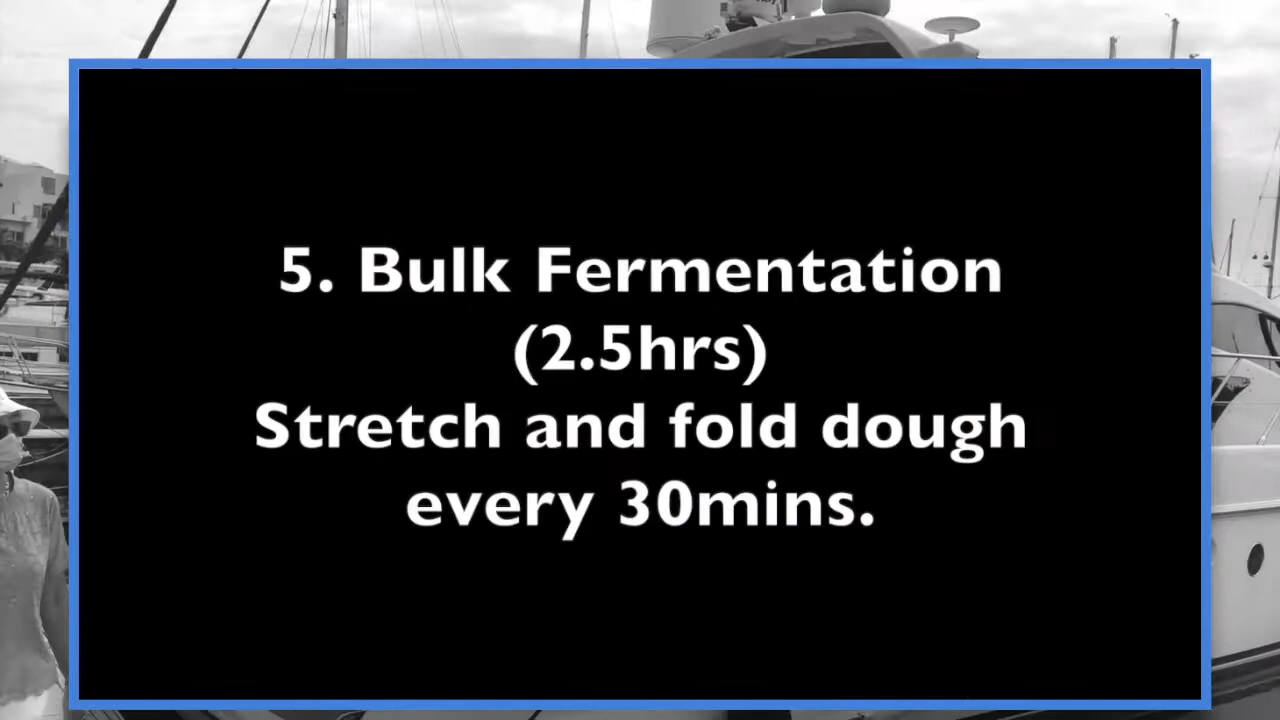 5. Bulk Fermentation
(2.5hrs)
Stretch and fold dough
every 30mins.